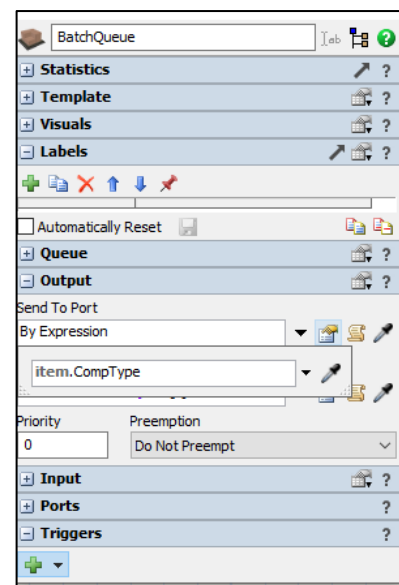 BatchQueue
Statistics
?
Template
?
Visuals
?
Labels
?
Automatically Reset
Queue
?
Output
?
Send To Port
By Expression
item.CompType
Priority Preemption
0 Do Not Preempt
Input
?
Ports
?
Triggers
?